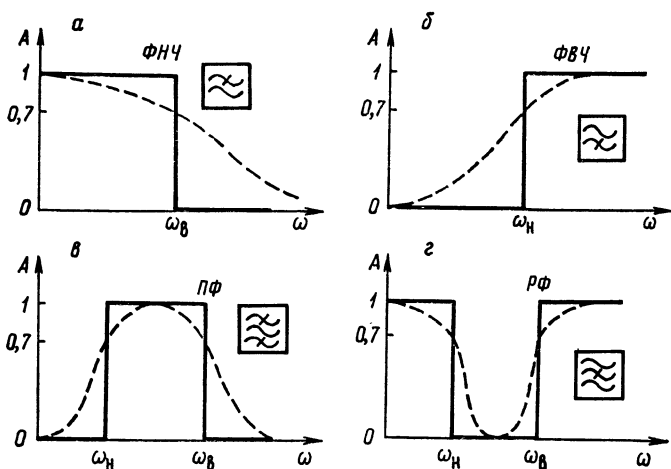 а
A
ФНЧ
1
0,7
0
ω_в
ω
б
A
ФВЧ
1
0,7
0
ω_н
ω
в
A
ПФ
1
0,7
0
ω_н
ω_в
ω
г
A
РФ
1
0,7
0
ω_н
ω_в
ω